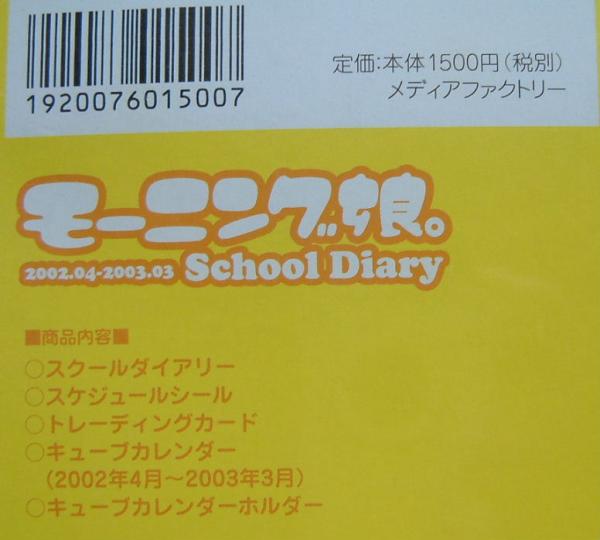 1920076015007
定価:本体1500円(税別)
メディアファクトリー
モーニング娘。
2002.04-2003.03 School Diary
■商品内容■
○スクールダイアリー
○スケジュールシール
○トレーディングカード
○キューブカレンダー
(2002年4月〜2003年3月)
○キューブカレンダーホルダー